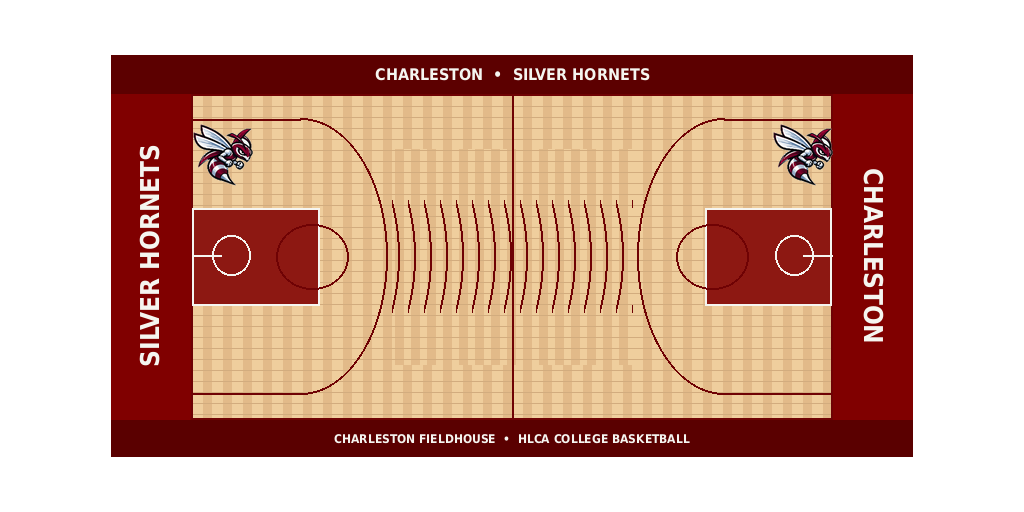 CHARLESTON • SILVER HORNETS
SILVER HORNETS
CHARLESTON
CHARLESTON FIELDHOUSE • HLCA COLLEGE BASKETBALL